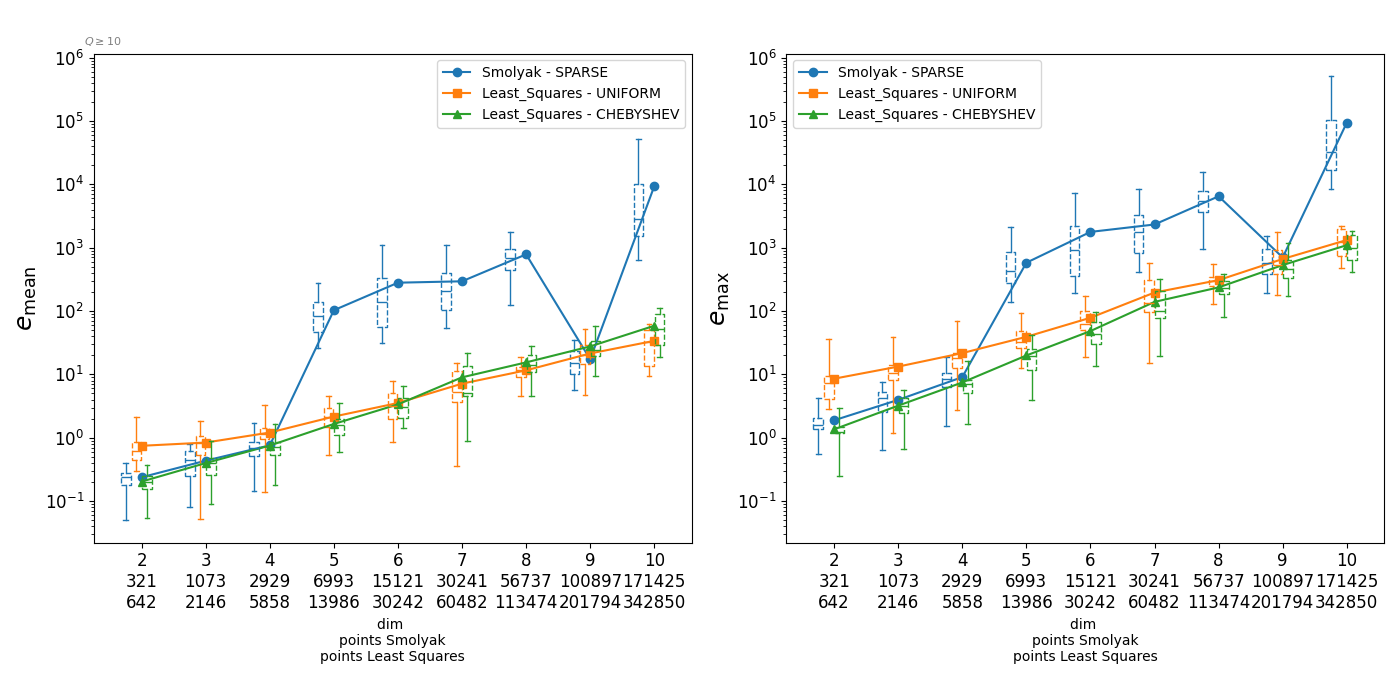 Q ≥ 10
10^6
10^5
10^4
10^3
10^2
10^1
10^0
10^-1
e_mean
Smolyak - SPARSE
Least_Squares - UNIFORM
Least_Squares - CHEBYSHEV
2 3 4 5 6 7 8 9 10
321 1073 2929 6993 15121 30241 56737 100897 171425
642 2146 5858 13986 30242 60482 113474 201794 342850
dim
points Smolyak
points Least Squares
10^6
10^5
10^4
10^3
10^2
10^1
10^0
10^-1
e_max
Smolyak - SPARSE
Least_Squares - UNIFORM
Least_Squares - CHEBYSHEV
2 3 4 5 6 7 8 9 10
321 1073 2929 6993 15121 30241 56737 100897 171425
642 2146 5858 13986 30242 60482 113474 201794 342850
dim
points Smolyak
points Least Squares